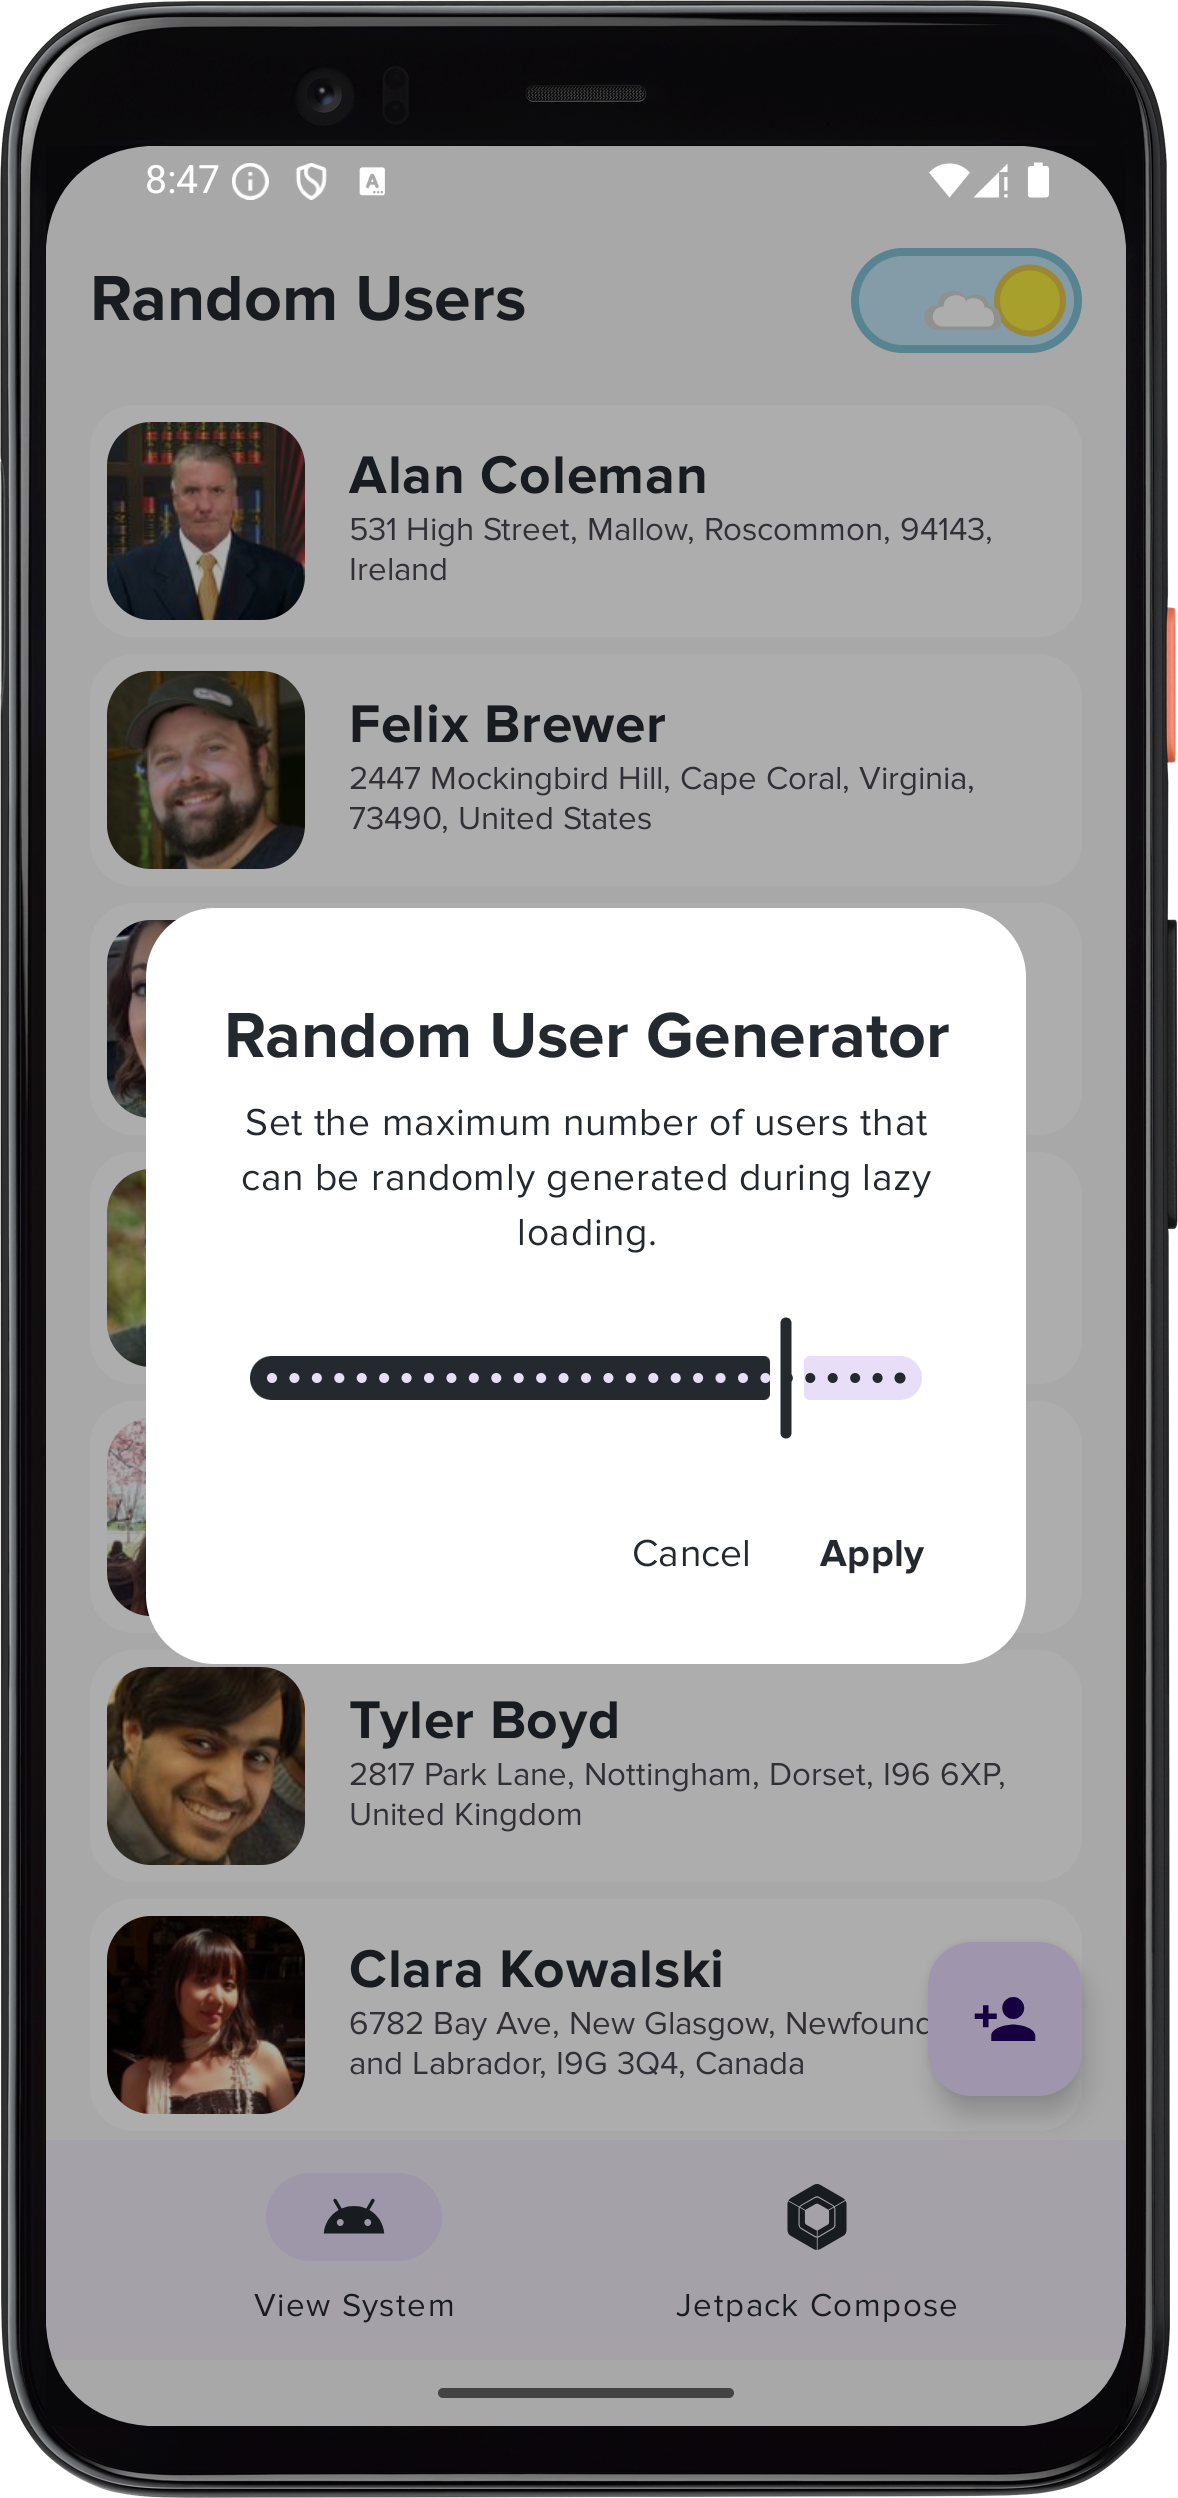 8:47
Random Users
Alan Coleman
531 High Street, Mallow, Roscommon, 94143,
Ireland
Felix Brewer
2447 Mockingbird Hill, Cape Coral, Virginia,
73490, United States
Random User Generator
Set the maximum number of users that
can be randomly generated during lazy
loading.
Cancel Apply
Tyler Boyd
2817 Park Lane, Nottingham, Dorset, I96 6XP,
United Kingdom
Clara Kowalski
6782 Bay Ave, New Glasgow, Newfound
and Labrador, I9G 3Q4, Canada
View System Jetpack Compose